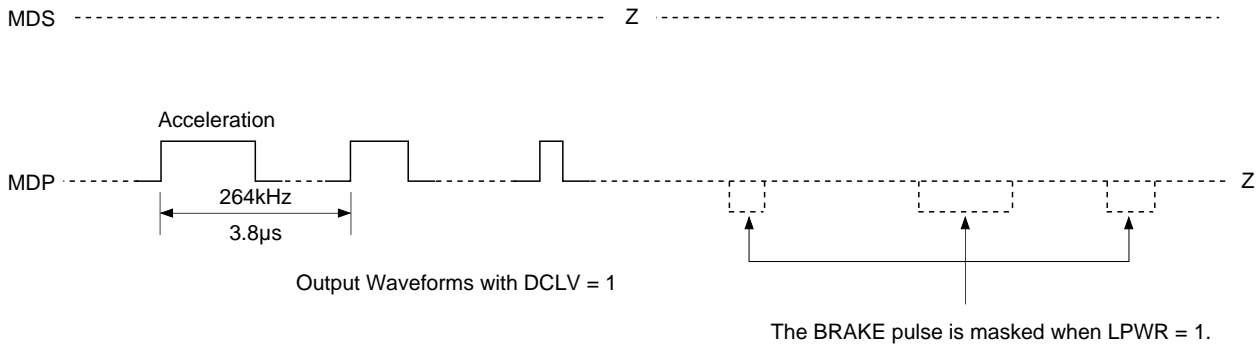 MDS Z
Acceleration
MDP Z
264kHz
3.8µs
Output Waveforms with DCLV = 1
The BRAKE pulse is masked when LPWR = 1.